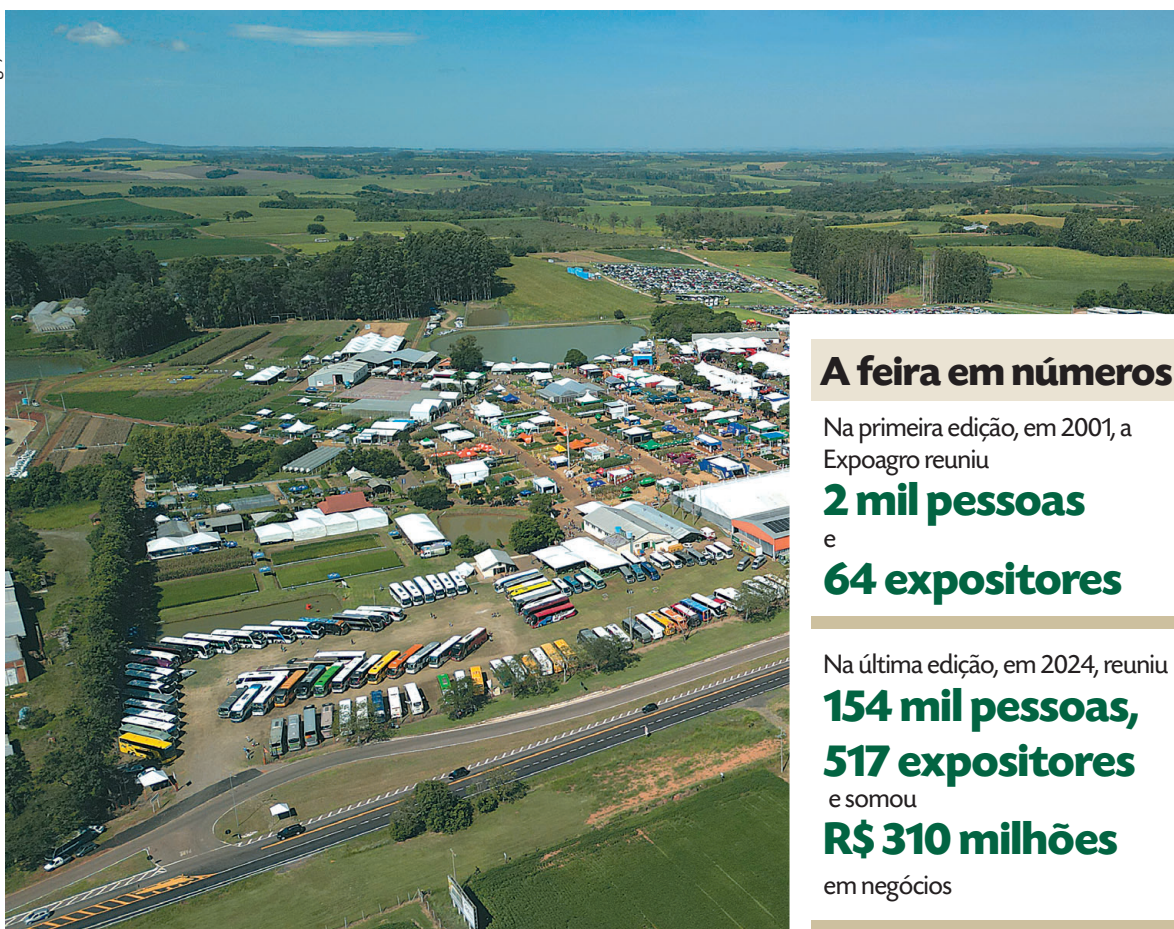 A feira em números
Na primeira edição, em 2001, a
Expoagro reuniu
2 mil pessoas
e
64 expositores
Na última edição, em 2024, reuniu
154 mil pessoas,
517 expositores
e somou
R$ 310 milhões
em negócios